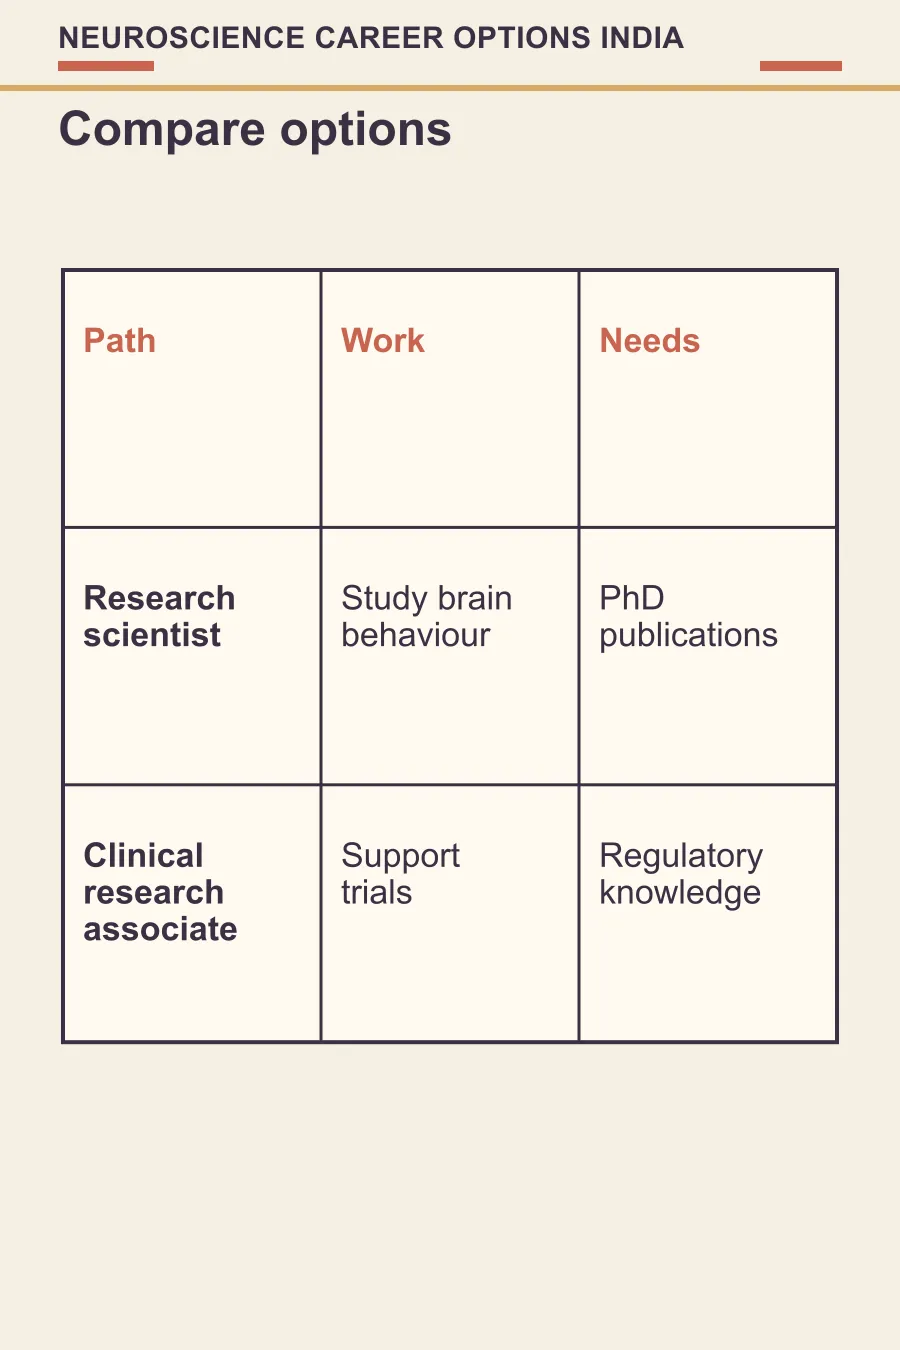 NEUROSCIENCE CAREER OPTIONS INDIA
Compare options
Path
Work
Needs
Research
scientist
Study brain
behaviour
PhD
publications
Clinical
research
associate
Support
trials
Regulatory
knowledge